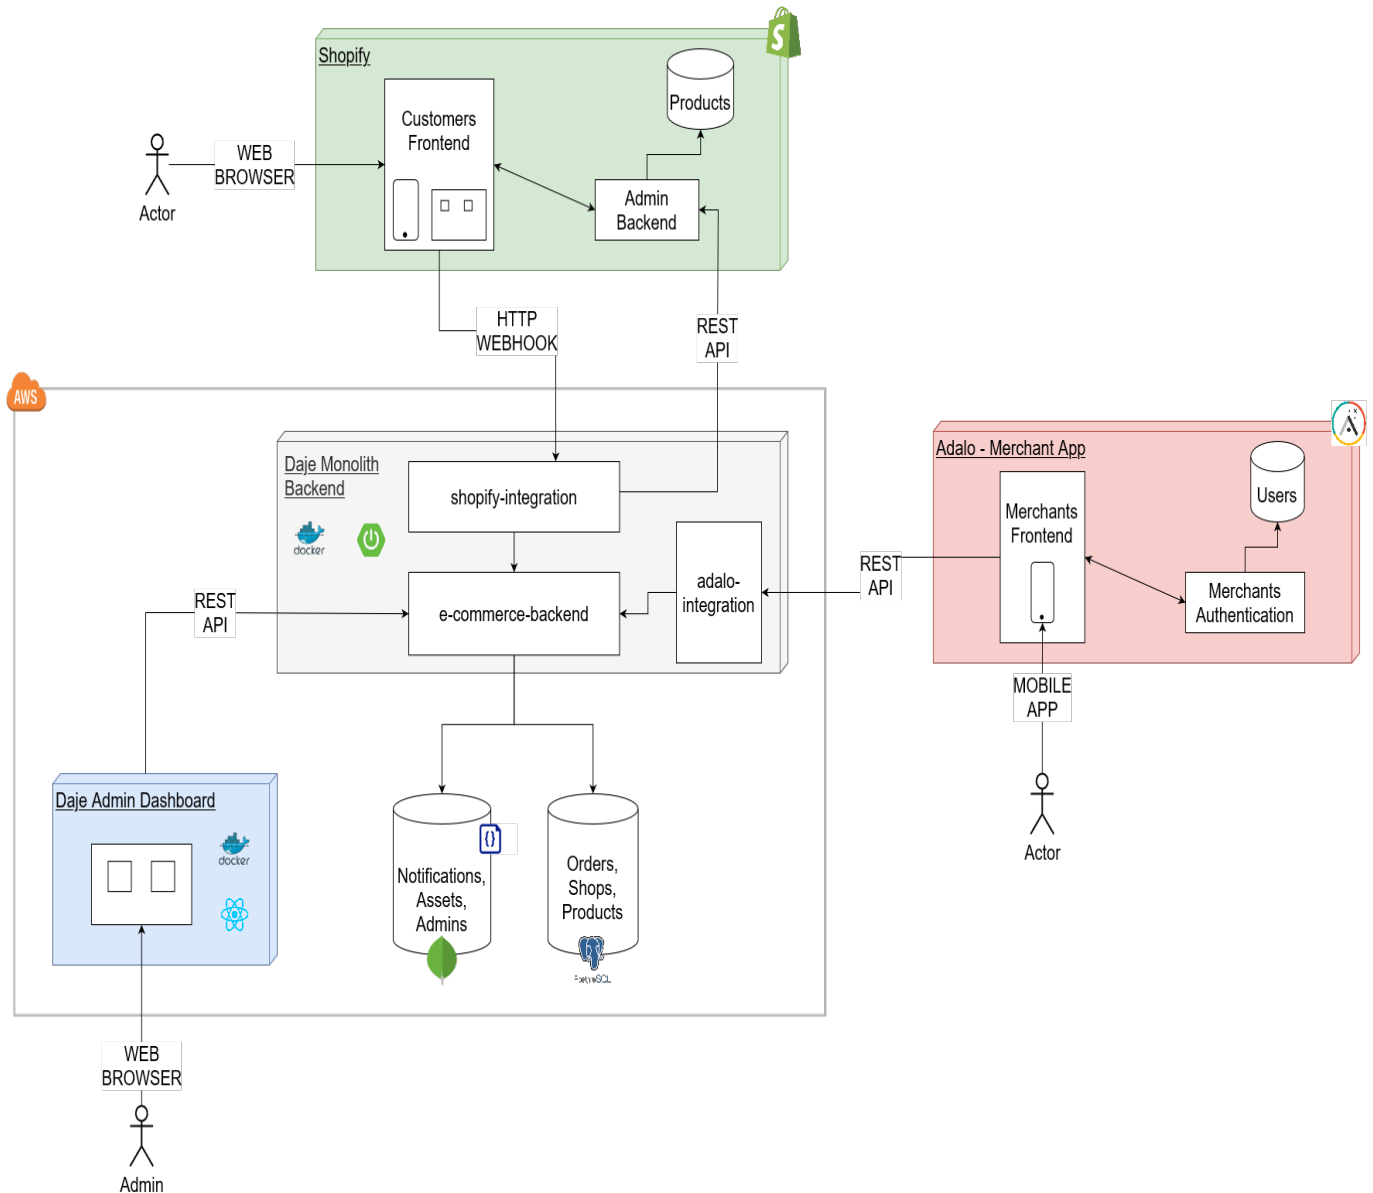 Shopify
Products
Customers
Frontend
WEB
BROWSER
Admin
Backend
Actor
HTTP
WEBHOOK
REST
API
AWS
Adalo - Merchant App
Daje Monolith
Backend
shopify-integration
docker
Users
Merchants
Frontend
REST
API
adalo-
integration
Merchants
Authentication
REST
API
e-commerce-backend
MOBILE
APP
Daje Admin Dashboard
docker
Actor
{}
Notifications,
Assets,
Admins
Orders,
Shops,
Products
PostgreSQL
WEB
BROWSER
Admin